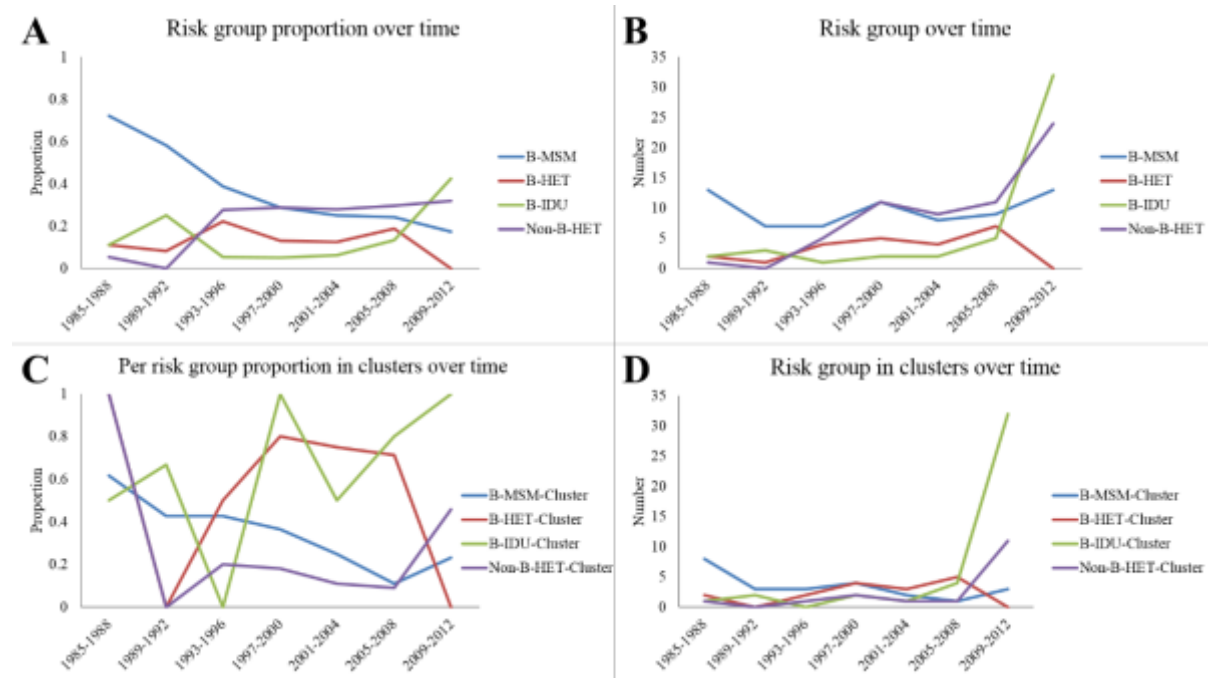 A
Risk group proportion over time
1
0.8
0.6
0.4
0.2
0
Proportion
1985-1988
1989-1992
1993-1996
1997-2000
2001-2004
2005-2008
2009-2012
B-MSM
B-HET
B-IDU
Non-B-HET
B
Risk group over time
35
30
25
20
15
10
5
0
Number
1985-1988
1989-1992
1993-1996
1997-2000
2001-2004
2005-2008
2009-2012
B-MSM
B-HET
B-IDU
Non-B-HET
C
Per risk group proportion in clusters over time
1
0.8
0.6
0.4
0.2
0
Proportion
1985-1988
1989-1992
1993-1996
1997-2000
2001-2004
2005-2008
2009-2012
B-MSM-Cluster
B-HET-Cluster
B-IDU-Cluster
Non-B-HET-Cluster
D
Risk group in clusters over time
35
30
25
20
15
10
5
0
Number
1985-1988
1989-1992
1993-1996
1997-2000
2001-2004
2005-2008
2009-2012
B-MSM-Cluster
B-HET-Cluster
B-IDU-Cluster
Non-B-HET-Cluster